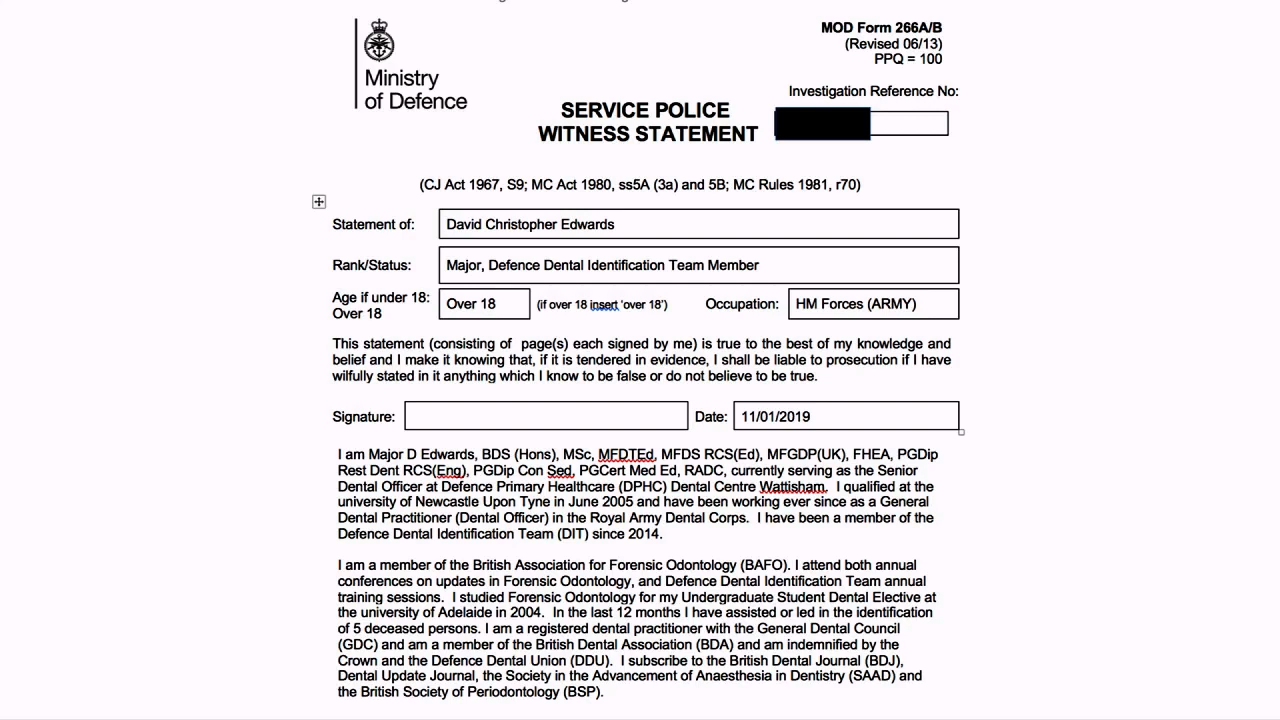 MOD Form 266A/B
(Revised 06/13)
PPQ = 100
Ministry
of Defence
Investigation Reference No:
SERVICE POLICE
WITNESS STATEMENT
(CJ Act 1967, S9; MC Act 1980, ss5A (3a) and 5B; MC Rules 1981, r70)
Statement of: David Christopher Edwards
Rank/Status: Major, Defence Dental Identification Team Member
Age if under 18: Over 18 (if over 18 insert 'over 18') Occupation: HM Forces (ARMY)
Over 18
This statement (consisting of page(s) each signed by me) is true to the best of my knowledge and
belief and I make it knowing that, if it is tendered in evidence, I shall be liable to prosecution if I have
wilfully stated in it anything which I know to be false or do not believe to be true.
Signature: Date: 11/01/2019
I am Major D Edwards, BDS (Hons), MSc, MFDTEd, MFDS RCS(Ed), MFGDP(UK), FHEA, PGDip
Rest Dent RCS(Eng), PGDip Con Sed, PGCert Med Ed, RADC, currently serving as the Senior
Dental Officer at Defence Primary Healthcare (DPHC) Dental Centre Wattisham. I qualified at the
university of Newcastle Upon Tyne in June 2005 and have been working ever since as a General
Dental Practitioner (Dental Officer) in the Royal Army Dental Corps. I have been a member of the
Defence Dental Identification Team (DIT) since 2014.
I am a member of the British Association for Forensic Odontology (BAFO). I attend both annual
conferences on updates in Forensic Odontology, and Defence Dental Identification Team annual
training sessions. I studied Forensic Odontology for my Undergraduate Student Dental Elective at
the university of Adelaide in 2004. In the last 12 months I have assisted or led in the identification
of 5 deceased persons. I am a registered dental practitioner with the General Dental Council
(GDC) and am a member of the British Dental Association (BDA) and am indemnified by the
Crown and the Defence Dental Union (DDU). I subscribe to the British Dental Journal (BDJ),
Dental Update Journal, the Society in the Advancement of Anaesthesia in Dentistry (SAAD) and
the British Society of Periodontology (BSP).